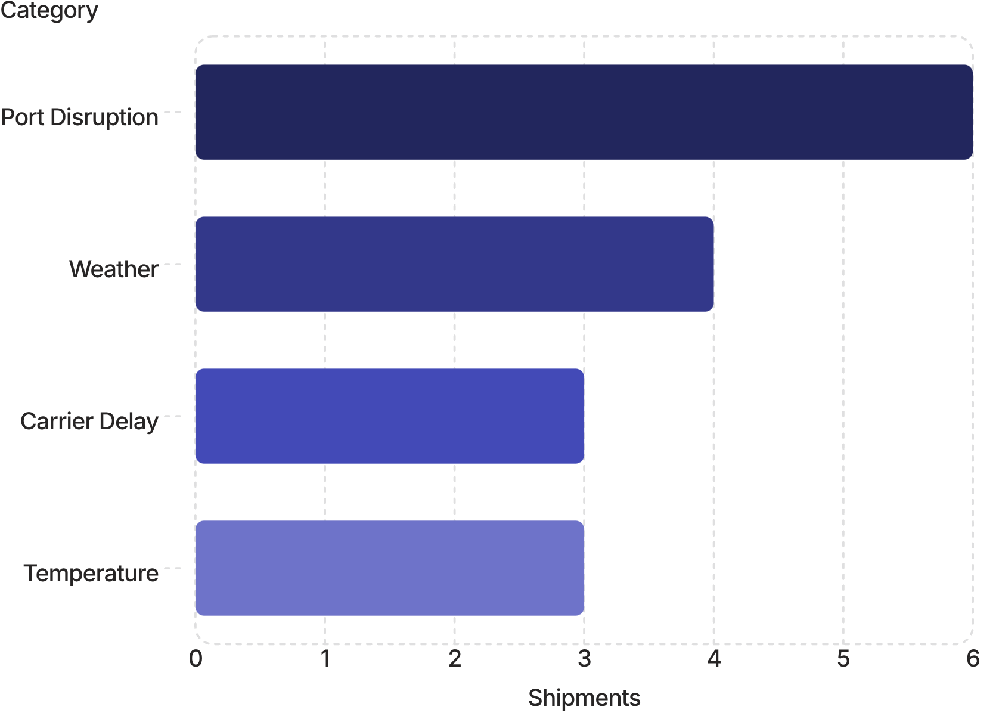 Category
Port Disruption
Weather
Carrier Delay
Temperature
0 1 2 3 4 5 6
Shipments